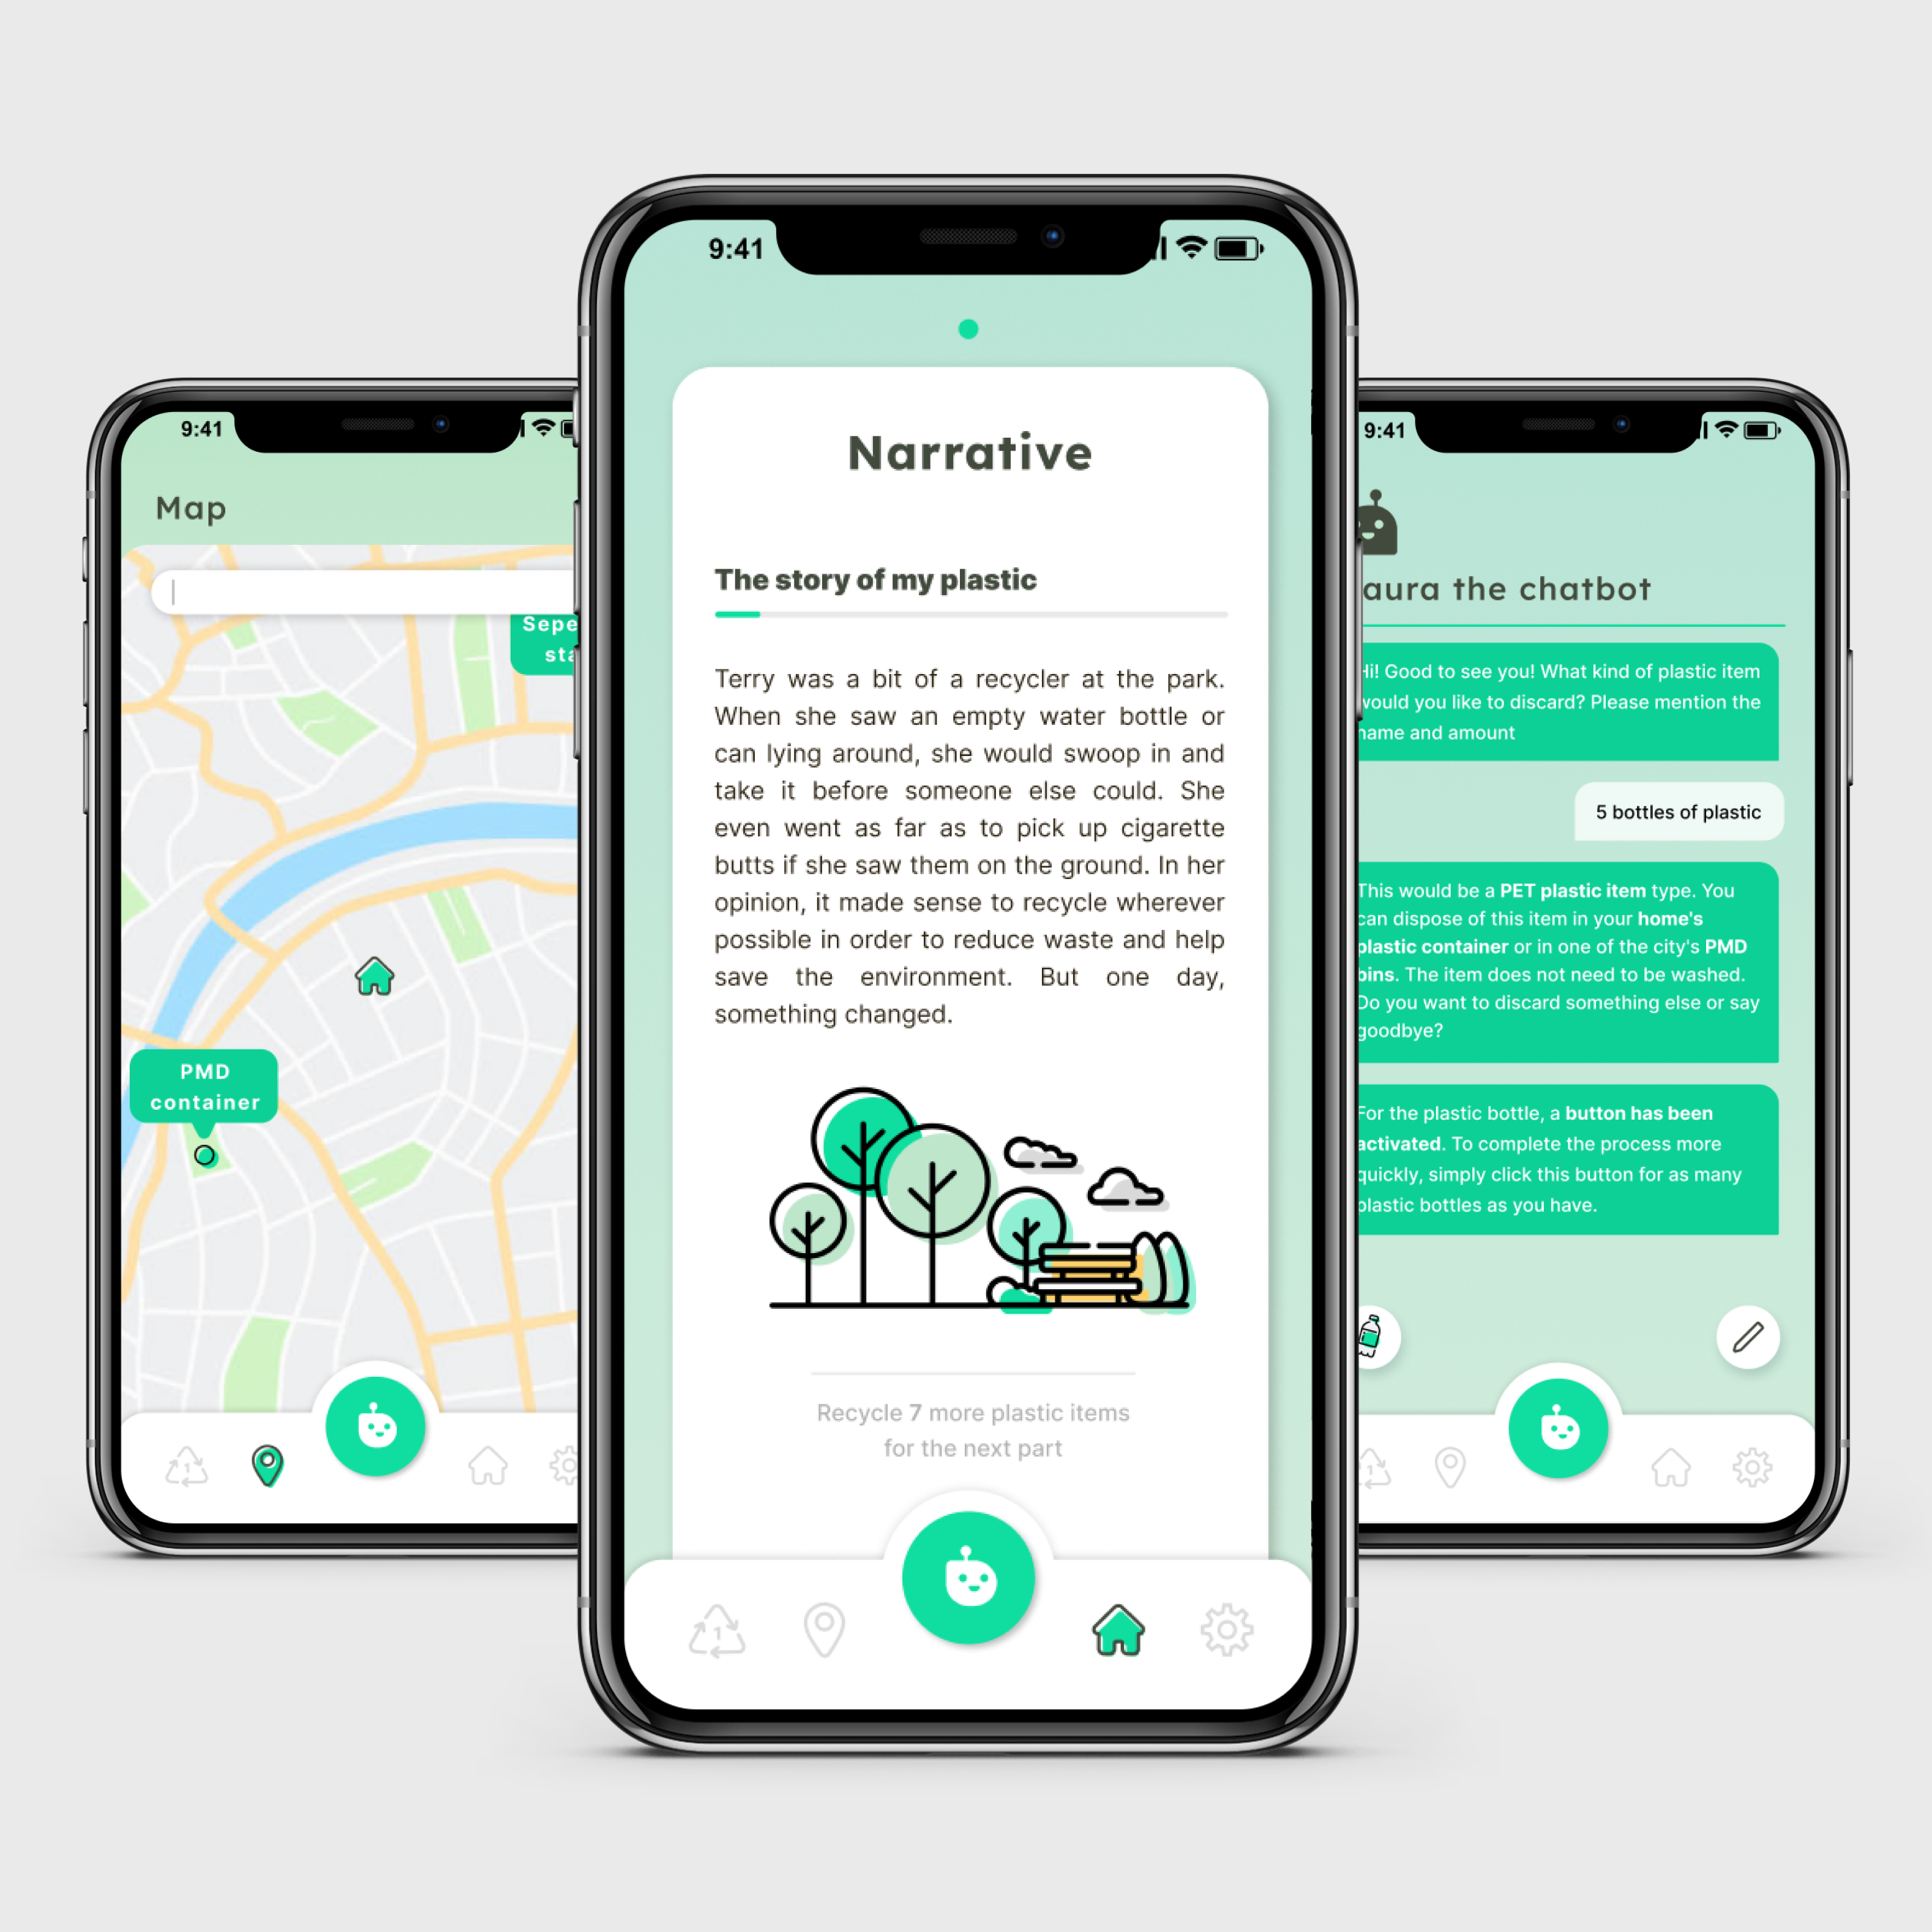 9:41
Map
Sepe
sta
PMD
container
1
9:41
Narrative
The story of my plastic
Terry was a bit of a recycler at the park.
When she saw an empty water bottle or
can lying around, she would swoop in and
take it before someone else could. She
even went as far as to pick up cigarette
butts if she saw them on the ground. In her
opinion, it made sense to recycle wherever
possible in order to reduce waste and help
save the environment. But one day,
something changed.
Recycle 7 more plastic items
for the next part
1
9:41
aura the chatbot
Hi! Good to see you! What kind of plastic item
would you like to discard? Please mention the
name and amount
5 bottles of plastic
This would be a PET plastic item type. You
can dispose of this item in your home's
plastic container or in one of the city's PMD
bins. The item does not need to be washed.
Do you want to discard something else or say
goodbye?
For the plastic bottle, a button has been
activated. To complete the process more
quickly, simply click this button for as many
plastic bottles as you have.
1